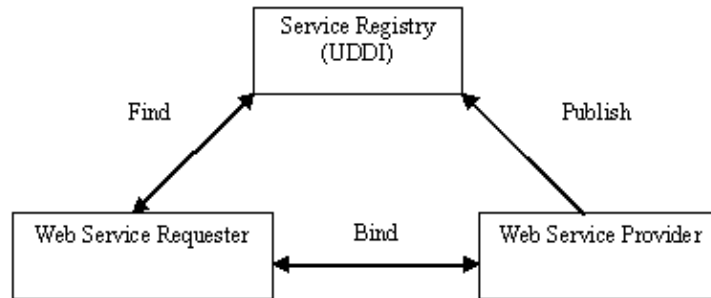 Service Registry
(UDDI)
Find
Publish
Web Service Requester
Bind
Web Service Provider